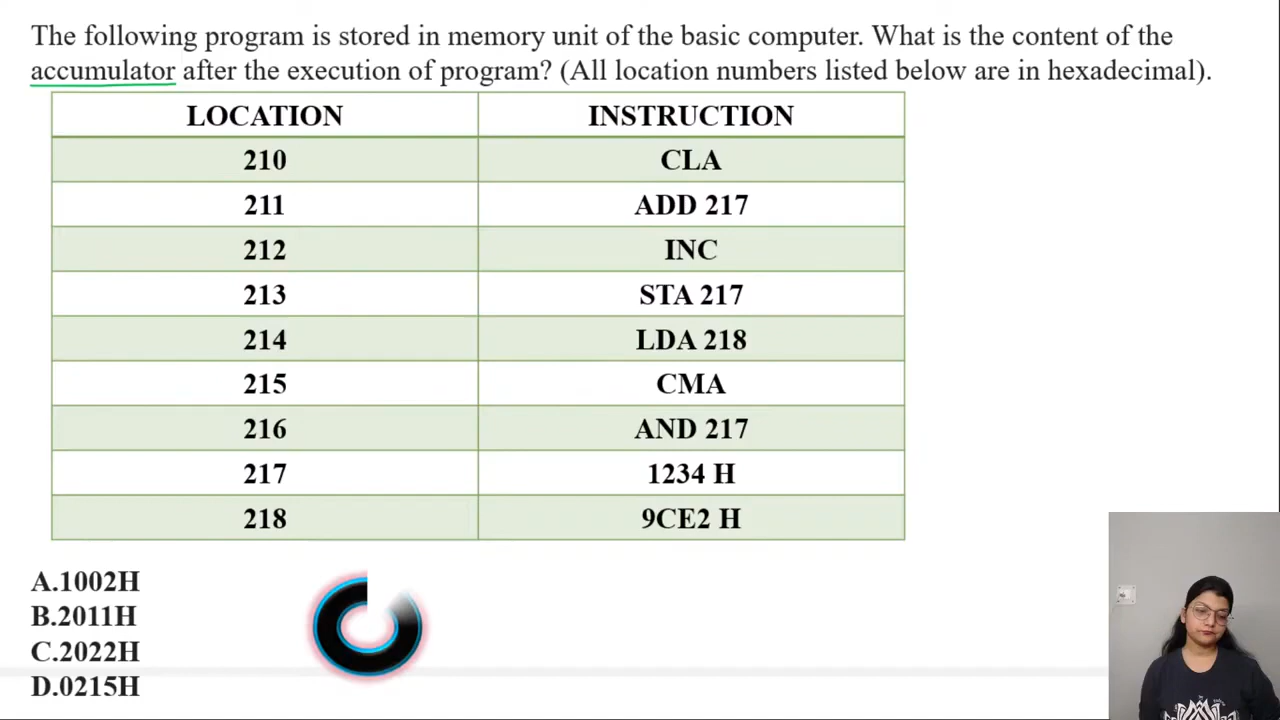 The following program is stored in memory unit of the basic computer. What is the content of the
accumulator after the execution of program? (All location numbers listed below are in hexadecimal).
LOCATION INSTRUCTION
210 CLA
211 ADD 217
212 INC
213 STA 217
214 LDA 218
215 CMA
216 AND 217
217 1234 H
218 9CE2 H
A.1002H
B.2011H
C.2022H
D.0215H